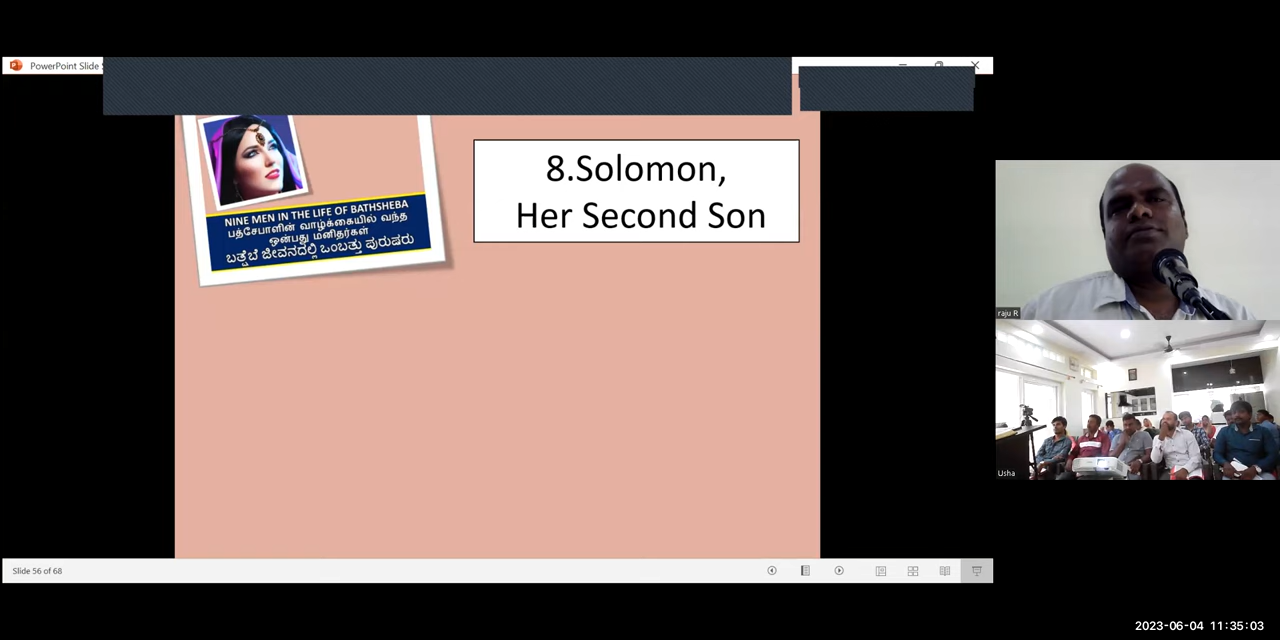 PowerPoint Slide
8.Solomon,
Her Second Son
NINE MEN IN THE LIFE OF BATHSHEBA
பத்சேபாளின் வாழ்க்கையில் வந்த
ஒன்பது மனிதர்கள்
ಬತ್ಷೆಬೆ ಜೀವನದಲ್ಲಿ ಒಂಬತ್ತು ಪುರುಷರು
raju R
Usha
Slide 56 of 68
2023-06-04 11:35:03